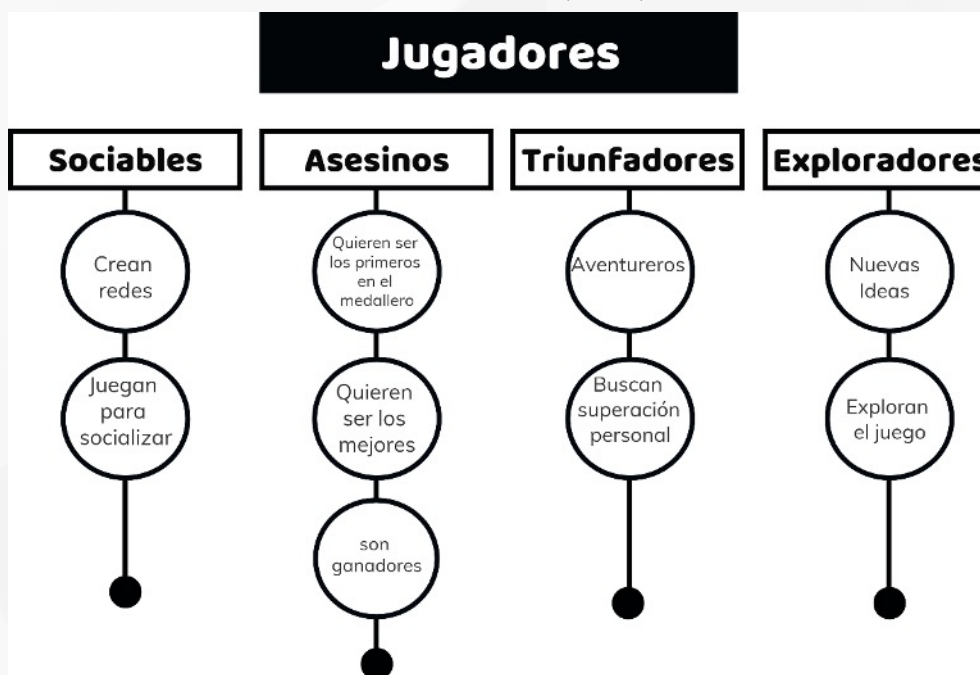 Jugadores
Sociables
Crean
redes
Juegan
para
socializar
Asesinos
Quieren ser
los primeros
en el
medallero
Quieren
ser los
mejores
son
ganadores
Triunfadores
Aventureros
Buscan
superación
personal
Exploradores
Nuevas
Ideas
Exploran
el juego